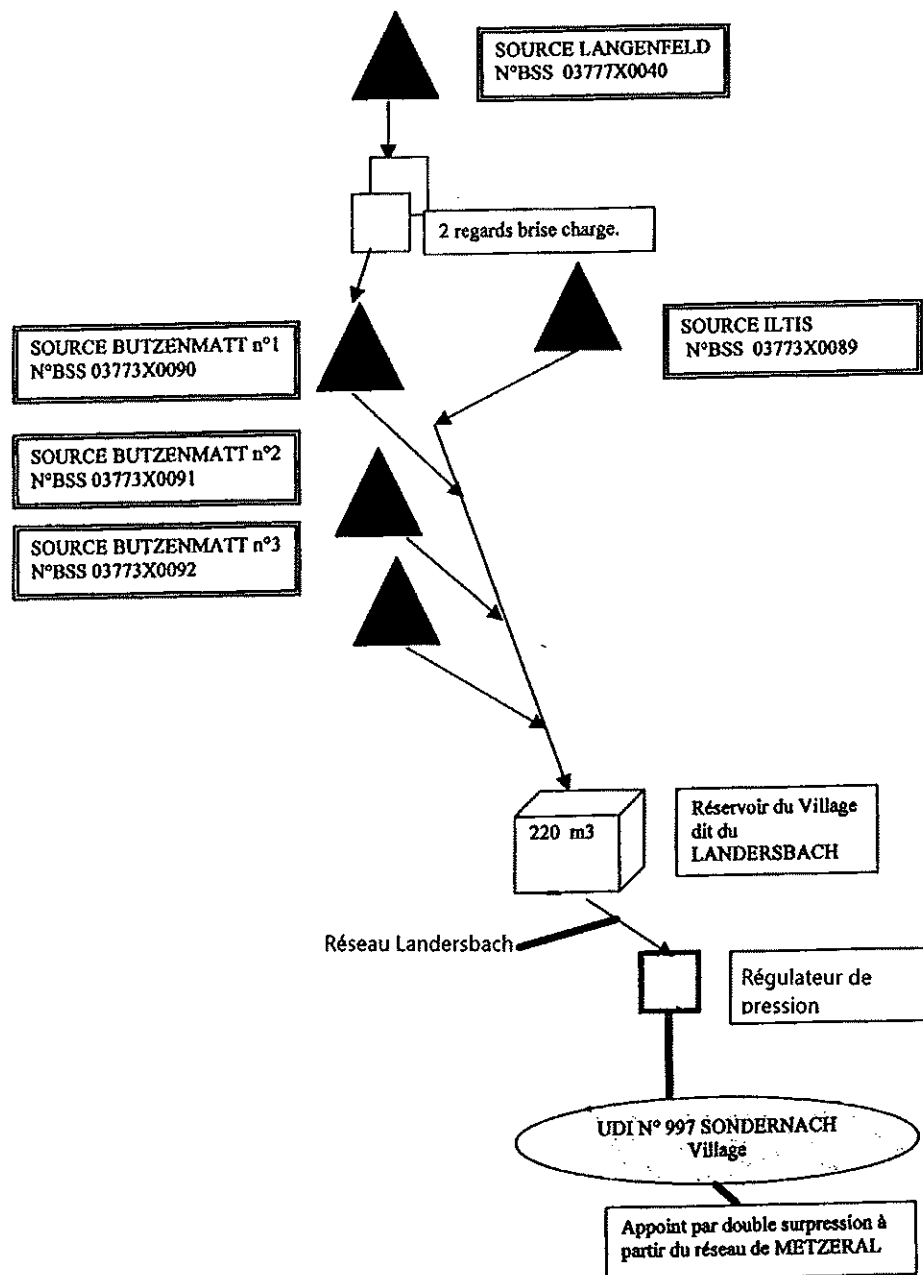 SOURCE LANGENFELD
N°BSS 03777X0040
2 regards brise charge.
SOURCE BUTZENMATT n°1
N°BSS 03773X0090
SOURCE ILTIS
N°BSS 03773X0089
SOURCE BUTZENMATT n°2
N°BSS 03773X0091
SOURCE BUTZENMATT n°3
N°BSS 03773X0092
220 m3
Réservoir du Village
dit du
LANDERSBACH
Réseau Landersbach
Régulateur de
pression
UDI N° 997 SONDERNACH
Village
Appoint par double surpression à
partir du réseau de METZERAL